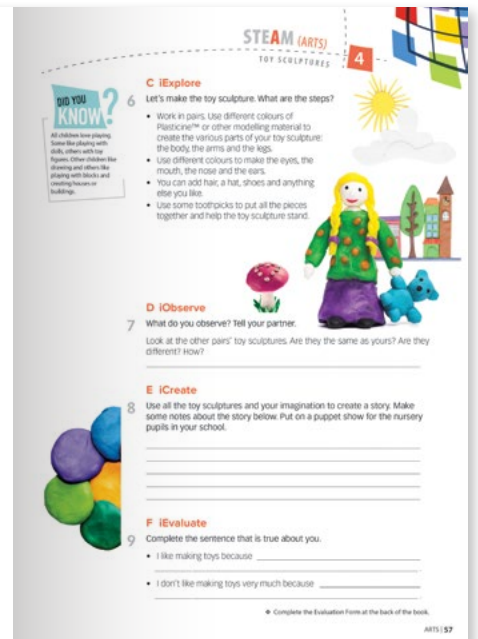 STEAM (ARTS)
TOY SCULPTURES
4
DID YOU
KNOW?
All children love playing.
Some like playing with
dolls, others with toy
figures. Other children like
drawing and others like
playing with blocks and
creating houses or
buildings.
C iExplore
6 Let's make the toy sculpture. What are the steps?
• Work in pairs. Use different colours of
Plasticine™ or other modelling material to
create the various parts of your toy sculpture:
the body, the arms and the legs.
• Use different colours to make the eyes, the
mouth, the nose and the ears.
• You can add hair, a hat, shoes and anything
else you like.
• Use some toothpicks to put all the pieces
together and help the toy sculpture stand.
D iObserve
7 What do you observe? Tell your partner.
Look at the other pairs' toy sculptures. Are they the same as yours? Are they
different? How?
E iCreate
8 Use all the toy sculptures and your imagination to create a story. Make
some notes about the story below. Put on a puppet show for the nursery
pupils in your school.
F iEvaluate
9 Complete the sentence that is true about you.
• I like making toys because
.
• I don't like making toys very much because
.
❖ Complete the Evaluation Form at the back of the book.
ARTS | 57